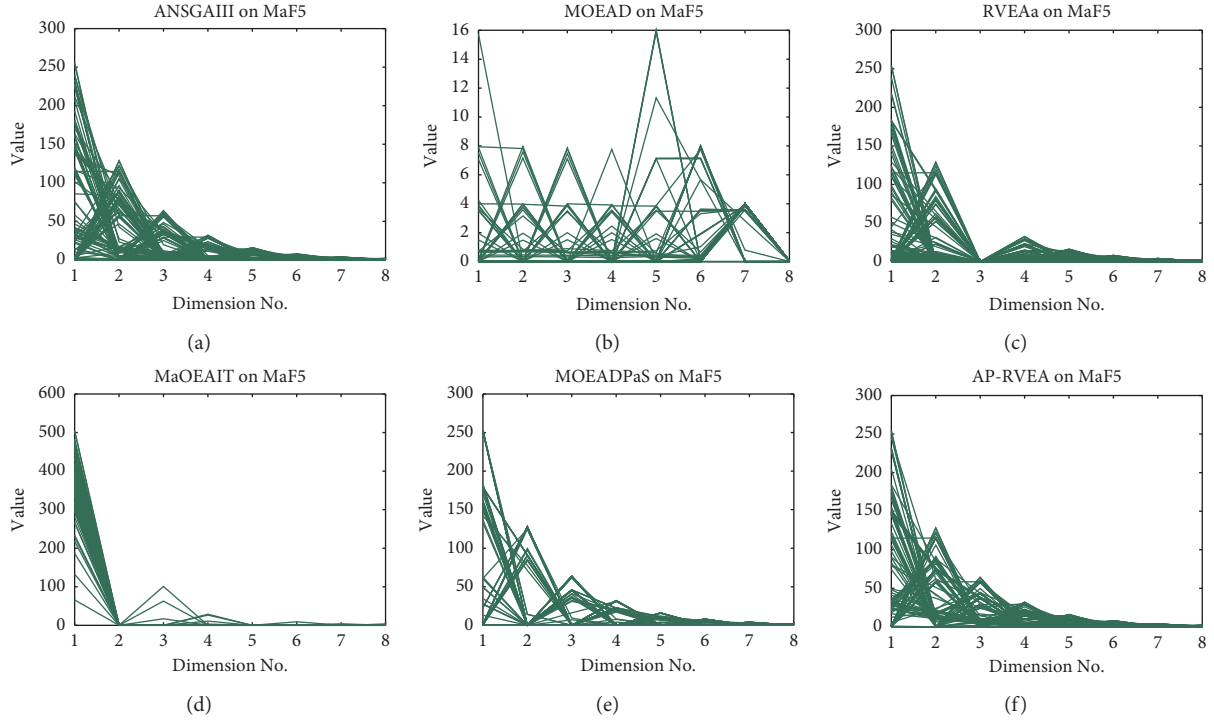 ANSGAIII on MaF5
300
250
200
150
100
50
0
Value
1 2 3 4 5 6 7 8
Dimension No.
(a)
MOEAD on MaF5
16
14
12
10
8
6
4
2
0
Value
1 2 3 4 5 6 7 8
Dimension No.
(b)
RVEAa on MaF5
300
250
200
150
100
50
0
Value
1 2 3 4 5 6 7 8
Dimension No.
(c)
MaOEAIT on MaF5
600
500
400
300
200
100
0
Value
1 2 3 4 5 6 7 8
Dimension No.
(d)
MOEADPaS on MaF5
300
250
200
150
100
50
0
Value
1 2 3 4 5 6 7 8
Dimension No.
(e)
AP-RVEA on MaF5
300
250
200
150
100
50
0
Value
1 2 3 4 5 6 7 8
Dimension No.
(f)